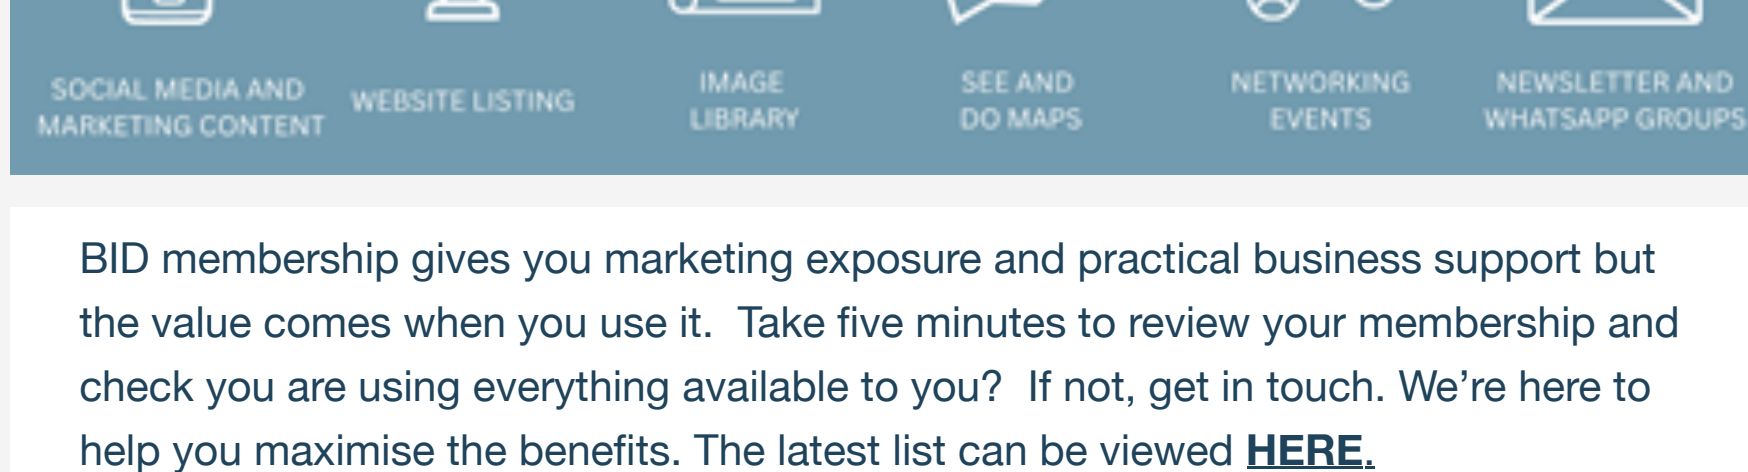 SOCIAL MEDIA AND
MARKETING CONTENT
WEBSITE LISTING
IMAGE
LIBRARY
SEE AND
DO MAPS
NETWORKING
EVENTS
NEWSLETTER AND
WHATSAPP GROUPS
BID membership gives you marketing exposure and practical business support but
the value comes when you use it.  Take five minutes to review your membership and
check you are using everything available to you?  If not, get in touch. We’re here to
help you maximise the benefits. The latest list can be viewed HERE.